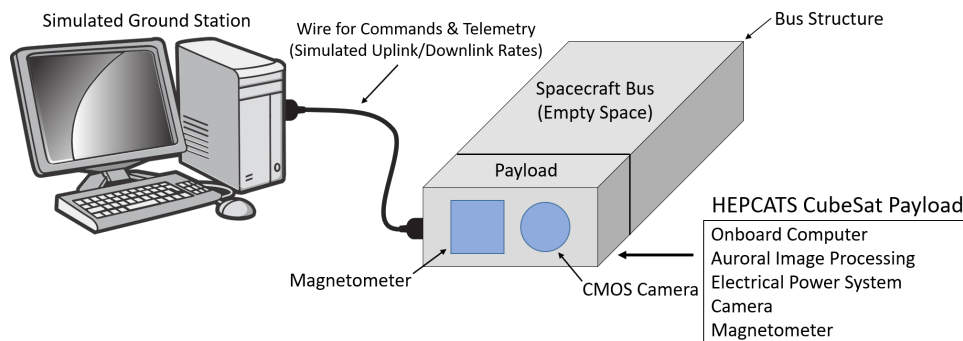 Simulated Ground Station
Wire for Commands & Telemetry
(Simulated Uplink/Downlink Rates)
Bus Structure
Spacecraft Bus
(Empty Space)
Payload
Magnetometer
CMOS Camera
HEPCATS CubeSat Payload
Onboard Computer
Auroral Image Processing
Electrical Power System
Camera
Magnetometer